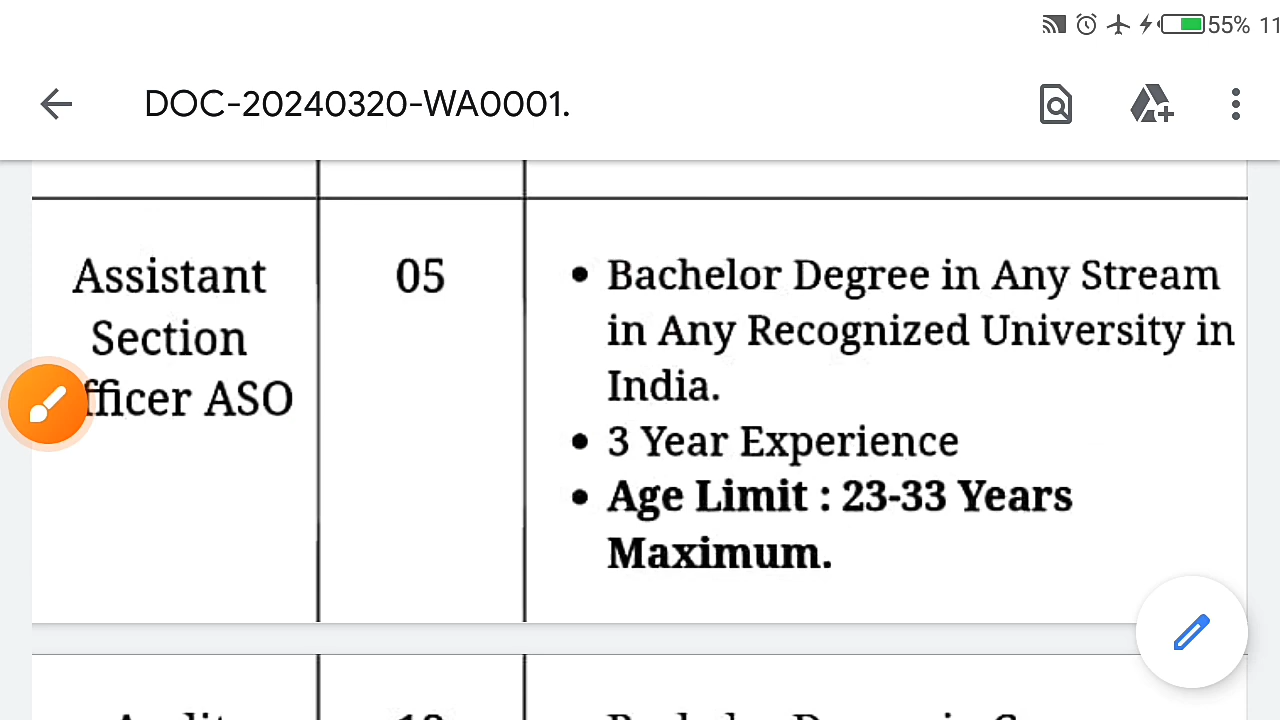 55% 11
DOC-20240320-WA0001.
Assistant
Section
fficer ASO
05
• Bachelor Degree in Any Stream
in Any Recognized University in
India.
• 3 Year Experience
• Age Limit : 23-33 Years
Maximum.